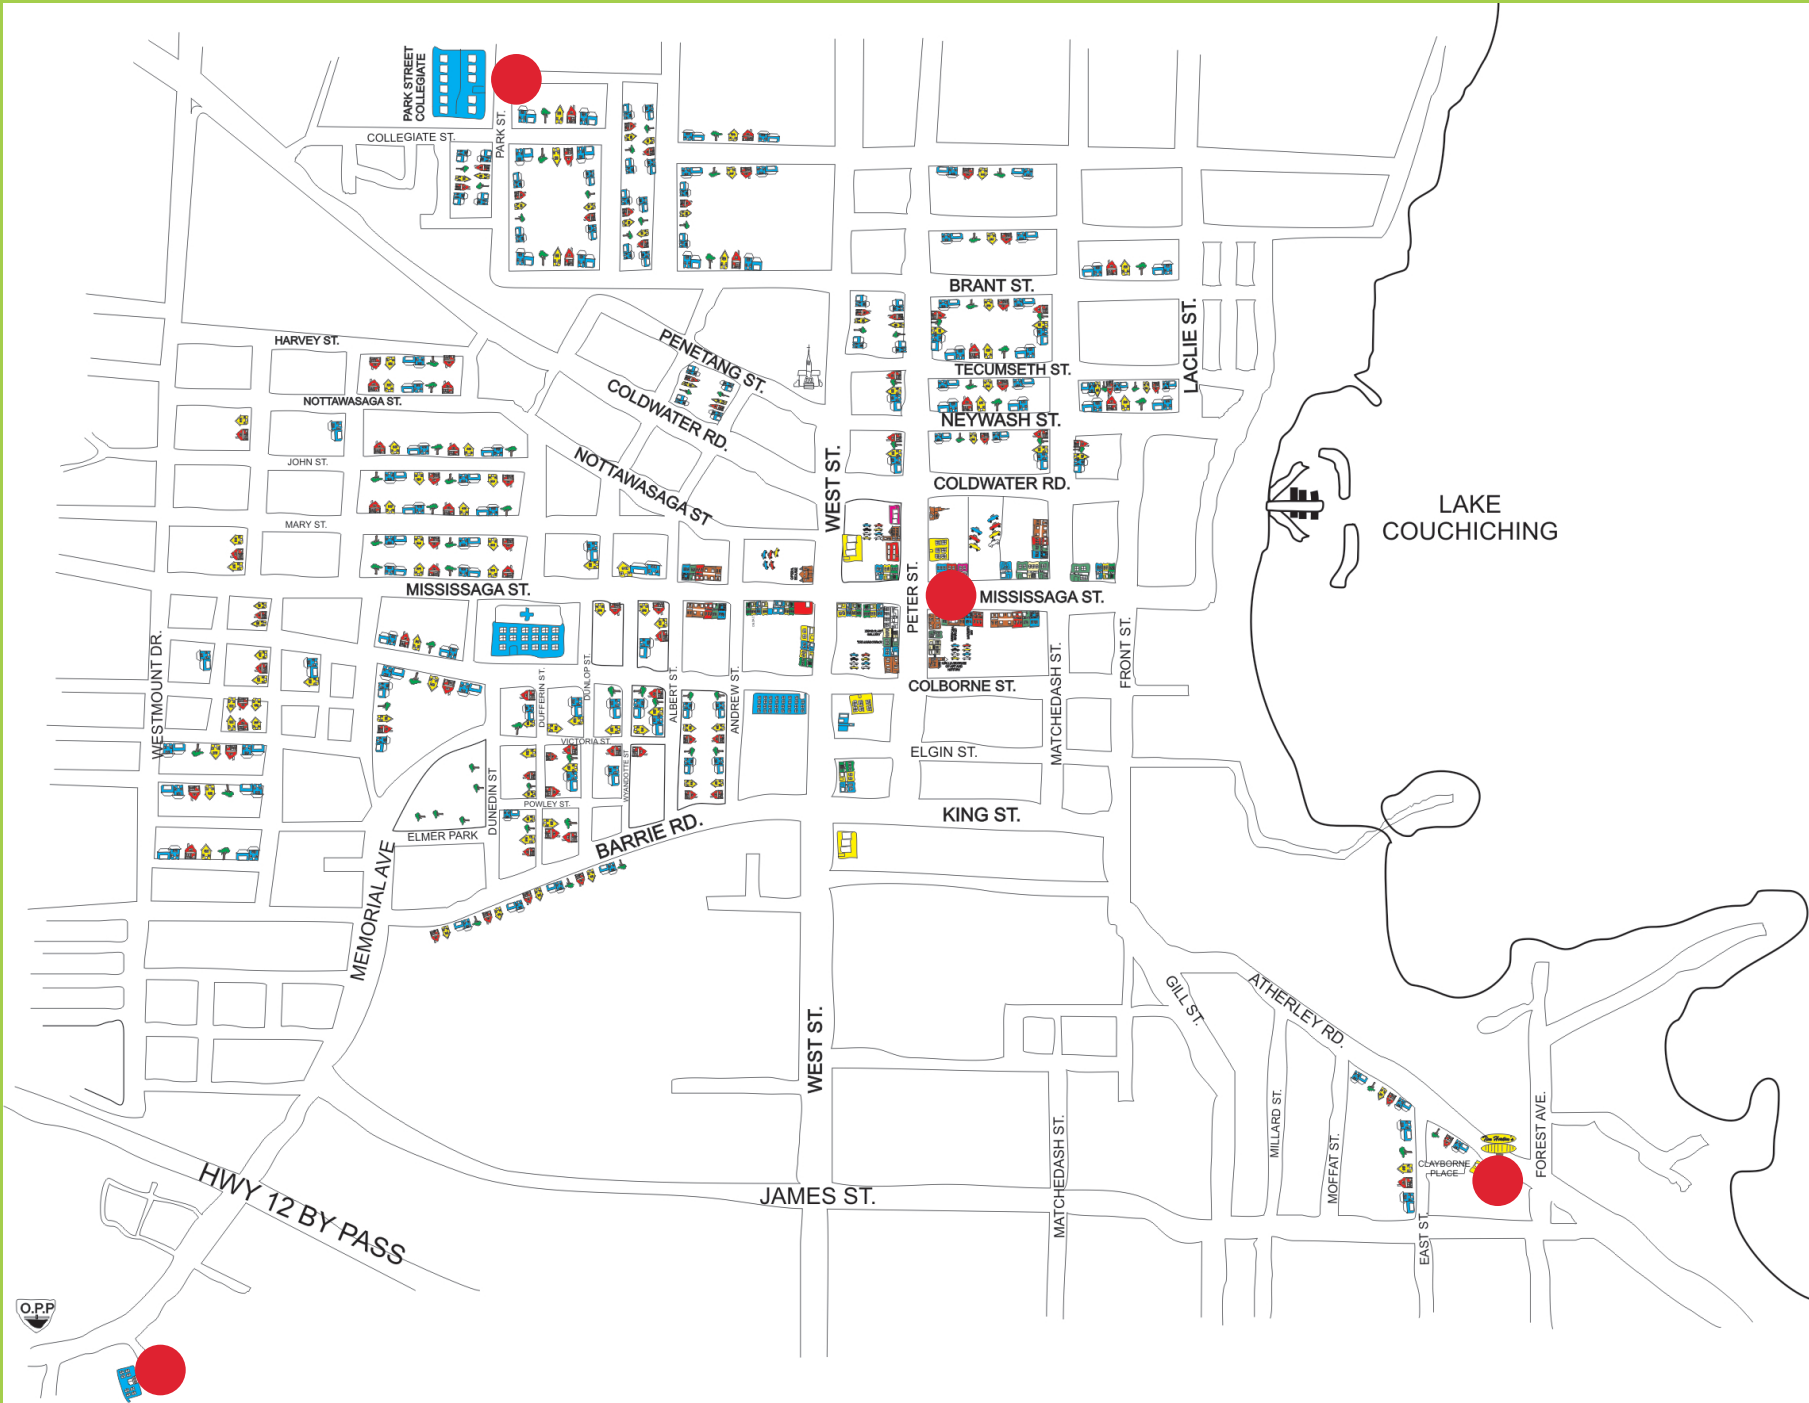 PARK STREET
COLLEGIATE
COLLEGIATE ST.
PARK ST.
BRANT ST.
LACLIE ST.
HARVEY ST.
PENETANG ST.
TECUMSETH ST.
COLDWATER RD.
NOTTAWASAGA ST.
NEYWASH ST.
JOHN ST.
NOTTAWASAGA ST
WEST ST.
COLDWATER RD.
LAKE
COUCHICHING
MARY ST.
MISSISSAGA ST.
PETER ST.
MISSISSAGA ST.
WESTMOUNT DR.
FRONT ST.
MATCHEDASH ST.
DUFFERIN ST.
DUNLOP ST.
ALBERT ST.
ANDREW ST.
COLBORNE ST.
VICTORIA ST.
ELGIN ST.
WYANDOTTE ST
DUNEDIN ST
POWLEY ST.
ELMER PARK
BARRIE RD.
KING ST.
MEMORIAL AVE
GILL ST.
ATHERLEY RD.
WEST ST.
MILLARD ST.
MOFFAT ST.
MATCHEDASH ST.
FOREST AVE.
Tim Horton's
CLAYBORNE
PLACE
HWY 12 BY PASS
JAMES ST.
EAST ST.
O.P.P